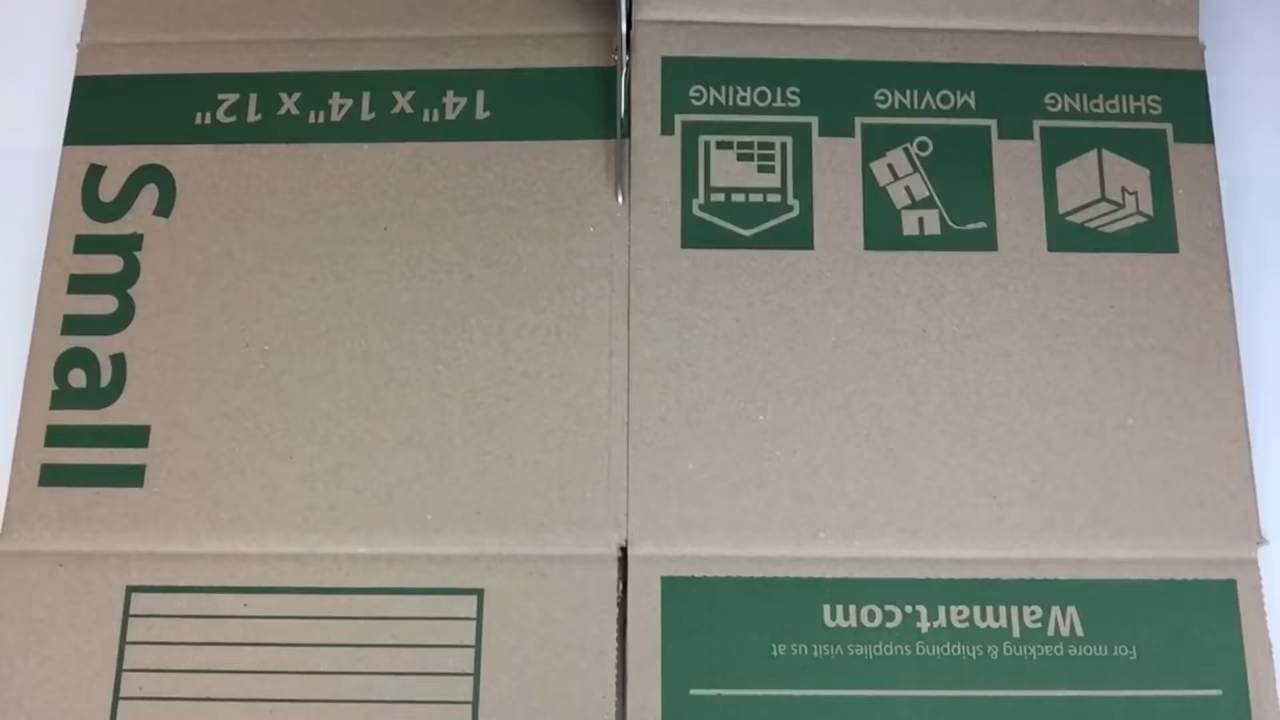 14" x 14" x 12"
Small
SHIPPING
MOVING
STORING
For more packing & shipping supplies visit us at
Walmart.com